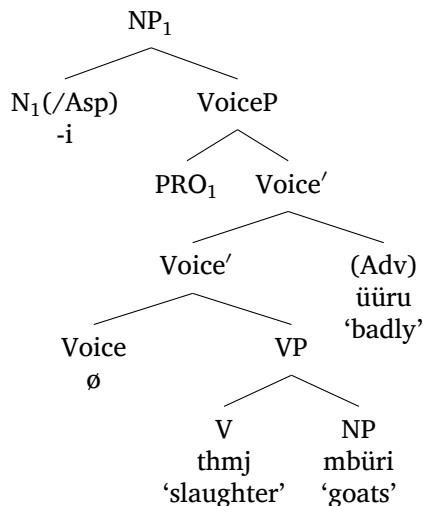 NP₁
N₁(/Asp) VoiceP
-i
PRO₁ Voice′
Voice′ (Adv)
üüru
‘badly’
Voice VP
ø
V NP
thmj mbüri
‘slaughter’ ‘goats’